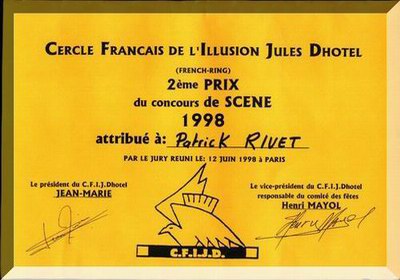 CERCLE FRANCAIS DE L'ILLUSION JULES DHOTEL
(FRENCH-RING)
2ème PRIX
du concours de SCENE
1998
attribué à: Patrick RIVET
PAR LE JURY REUNI LE: 12 JUIN 1998 à PARIS
Le président du C.F.I.J.Dhotel
JEAN-MARIE
Le vice-président du C.F.I.J.Dhotel
responsable du comité des fêtes
Henri MAYOL
C.F.I.J.D.